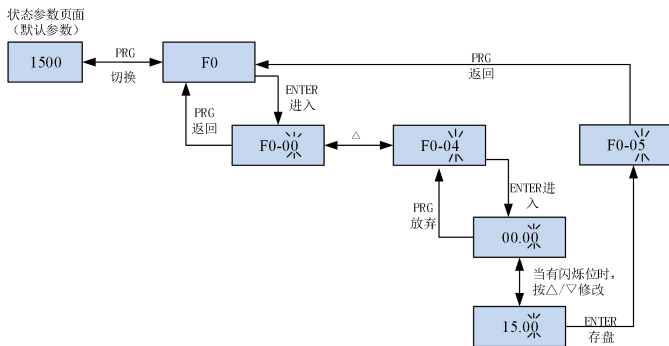 状态参数页面
（默认参数）
1500
PRG
切换
F0
PRG
返回
ENTER
进入
PRG
返回
F0-00
△
F0-04
F0-05
ENTER进
入
PRG
放弃
00.00
当有闪烁位时，
按△/▽修改
15.00
ENTER
存盘